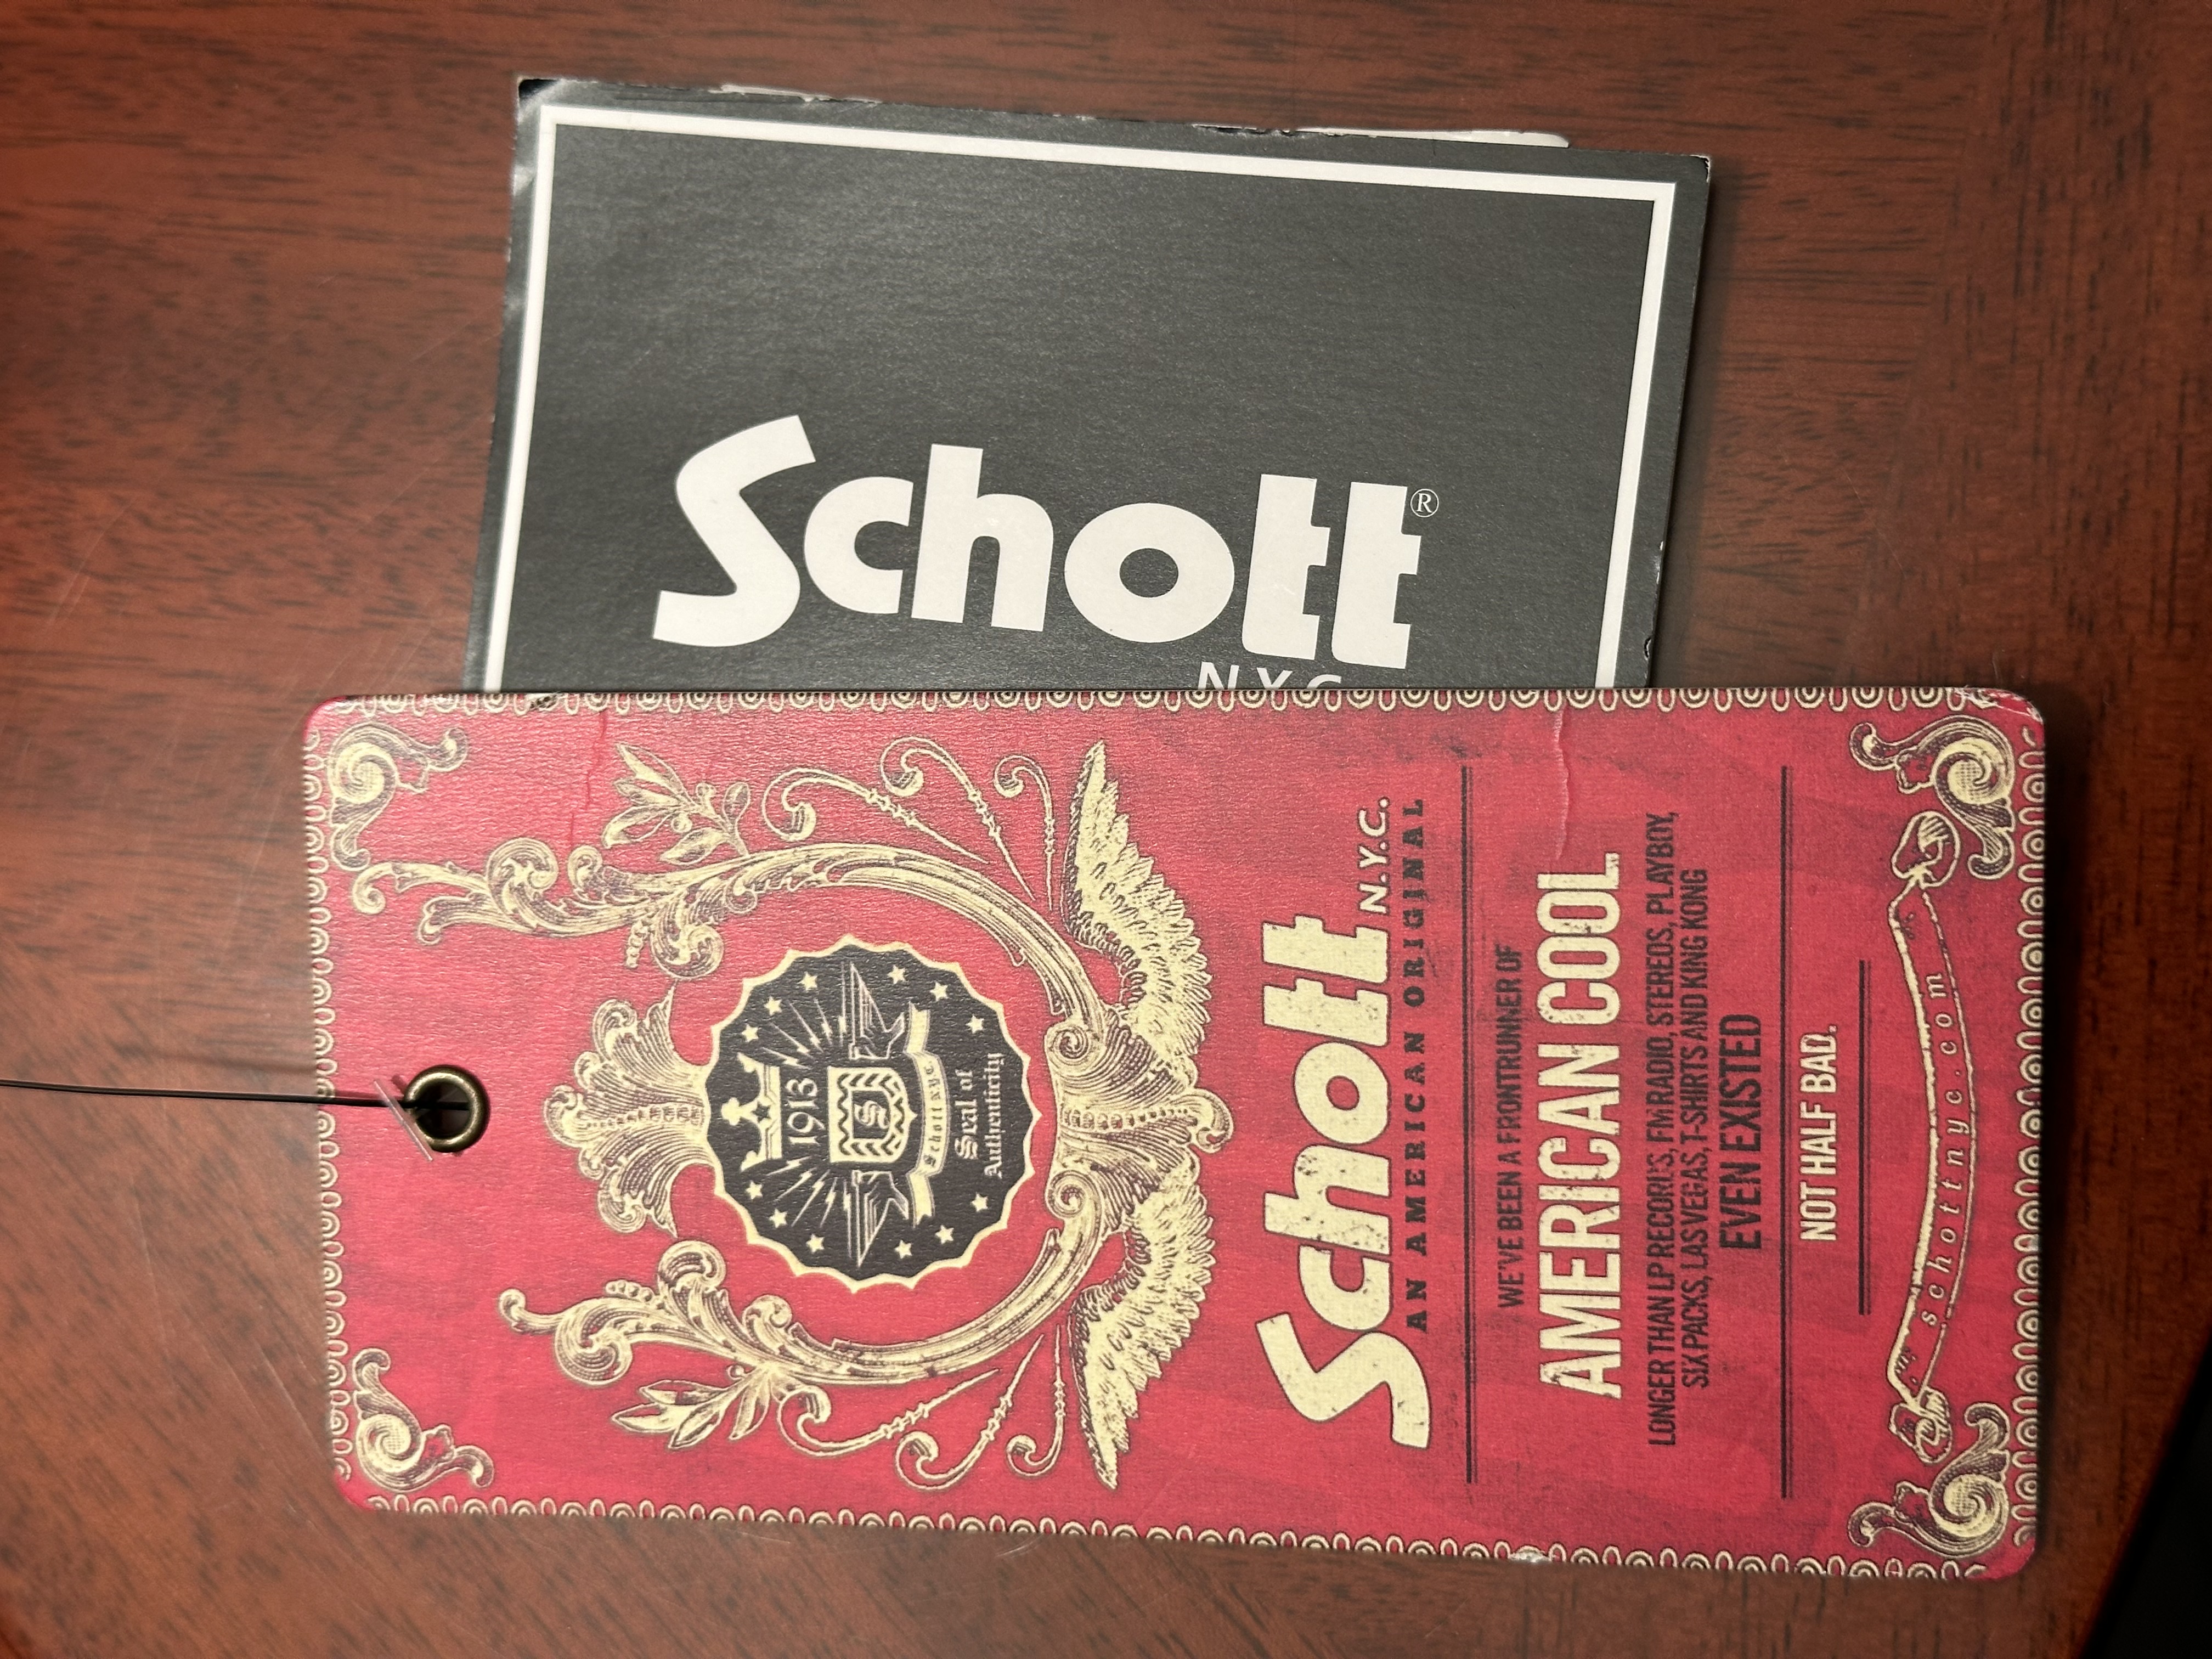 Schott®
N.Y.C.
1913
S
Schott NYC
Seal of
Authenticity
Schott N.Y.C.
AN AMERICAN ORIGINAL
WE'VE BEEN A FRONTRUNNER OF
AMERICAN COOL
LONGER THAN LP RECORDS, FM RADIO, STEREOS, PLAYBOY,
SIX PACKS, LAS VEGAS, T-SHIRTS AND KING KONG
EVEN EXISTED
NOT HALF BAD.
schottnyc.com